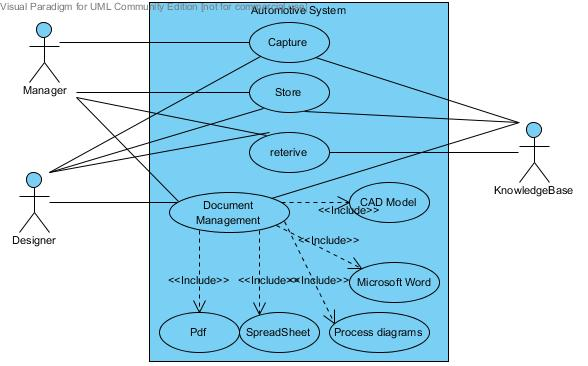 Visual Paradigm for UML Community Edition [not for commercial use]
Automotive System
Capture
Manager
Store
reterive
KnowledgeBase
Designer
Document
Management
CAD Model
<<Include>>
<<Include>>
<<Include>>
<<Include>>
<<Include>>
Microsoft Word
Pdf
SpreadSheet
Process diagrams